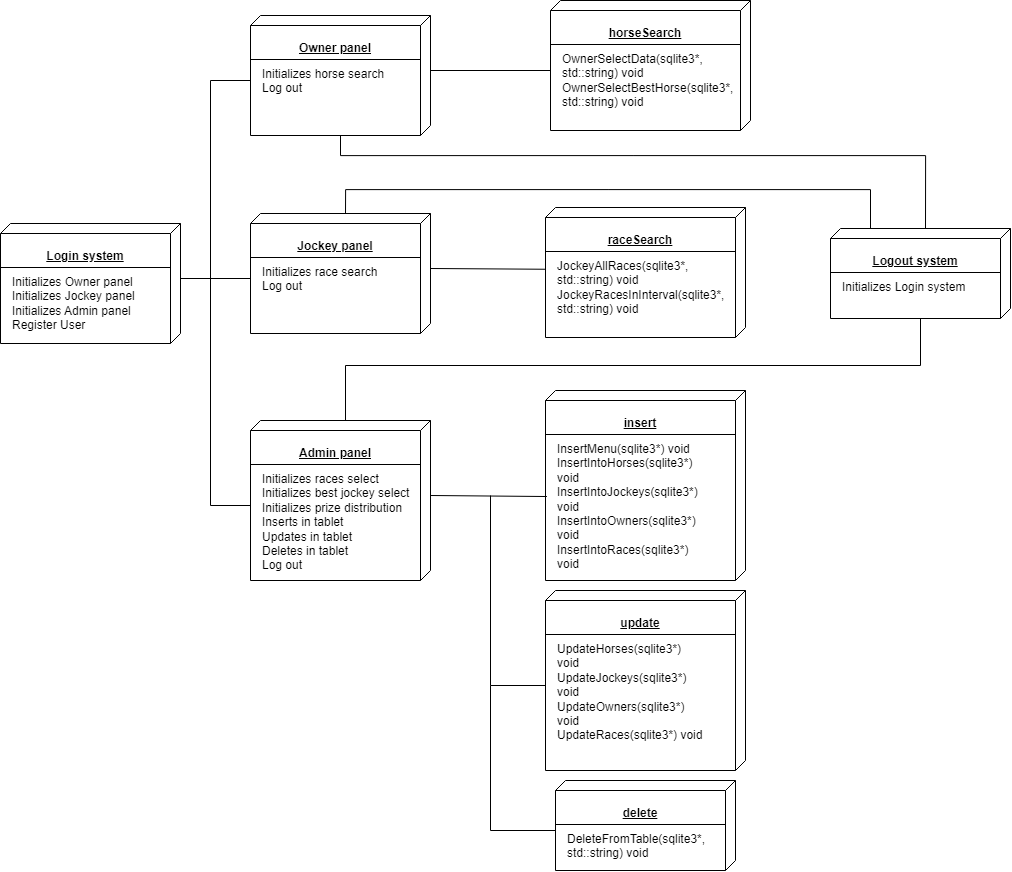 Owner panel
Initializes horse search
Log out
horseSearch
OwnerSelectData(sqlite3*,
std::string) void
OwnerSelectBestHorse(sqlite3*,
std::string) void
Login system
Initializes Owner panel
Initializes Jockey panel
Initializes Admin panel
Register User
Jockey panel
Initializes race search
Log out
raceSearch
JockeyAllRaces(sqlite3*,
std::string) void
JockeyRacesInInterval(sqlite3*,
std::string) void
Logout system
Initializes Login system
Admin panel
Initializes races select
Initializes best jockey select
Initializes prize distribution
Inserts in tablet
Updates in tablet
Deletes in tablet
Log out
insert
InsertMenu(sqlite3*) void
InsertIntoHorses(sqlite3*)
void
InsertIntoJockeys(sqlite3*)
void
InsertIntoOwners(sqlite3*)
void
InsertIntoRaces(sqlite3*)
void
update
UpdateHorses(sqlite3*)
void
UpdateJockeys(sqlite3*)
void
UpdateOwners(sqlite3*)
void
UpdateRaces(sqlite3*) void
delete
DeleteFromTable(sqlite3*,
std::string) void